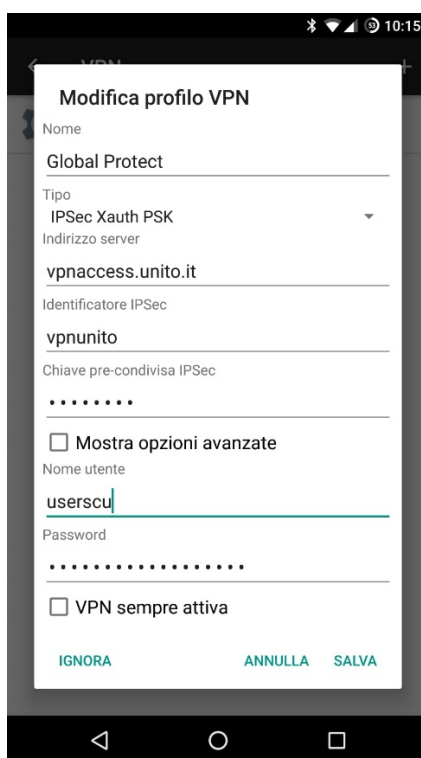 10:15
Modifica profilo VPN
Nome
Global Protect
Tipo
IPSec Xauth PSK
Indirizzo server
vpnaccess.unito.it
Identificatore IPSec
vpnunito
Chiave pre-condivisa IPSec
••••••••
Mostra opzioni avanzate
Nome utente
userscu
Password
••••••••••••••••••
VPN sempre attiva
IGNORA ANNULLA SALVA